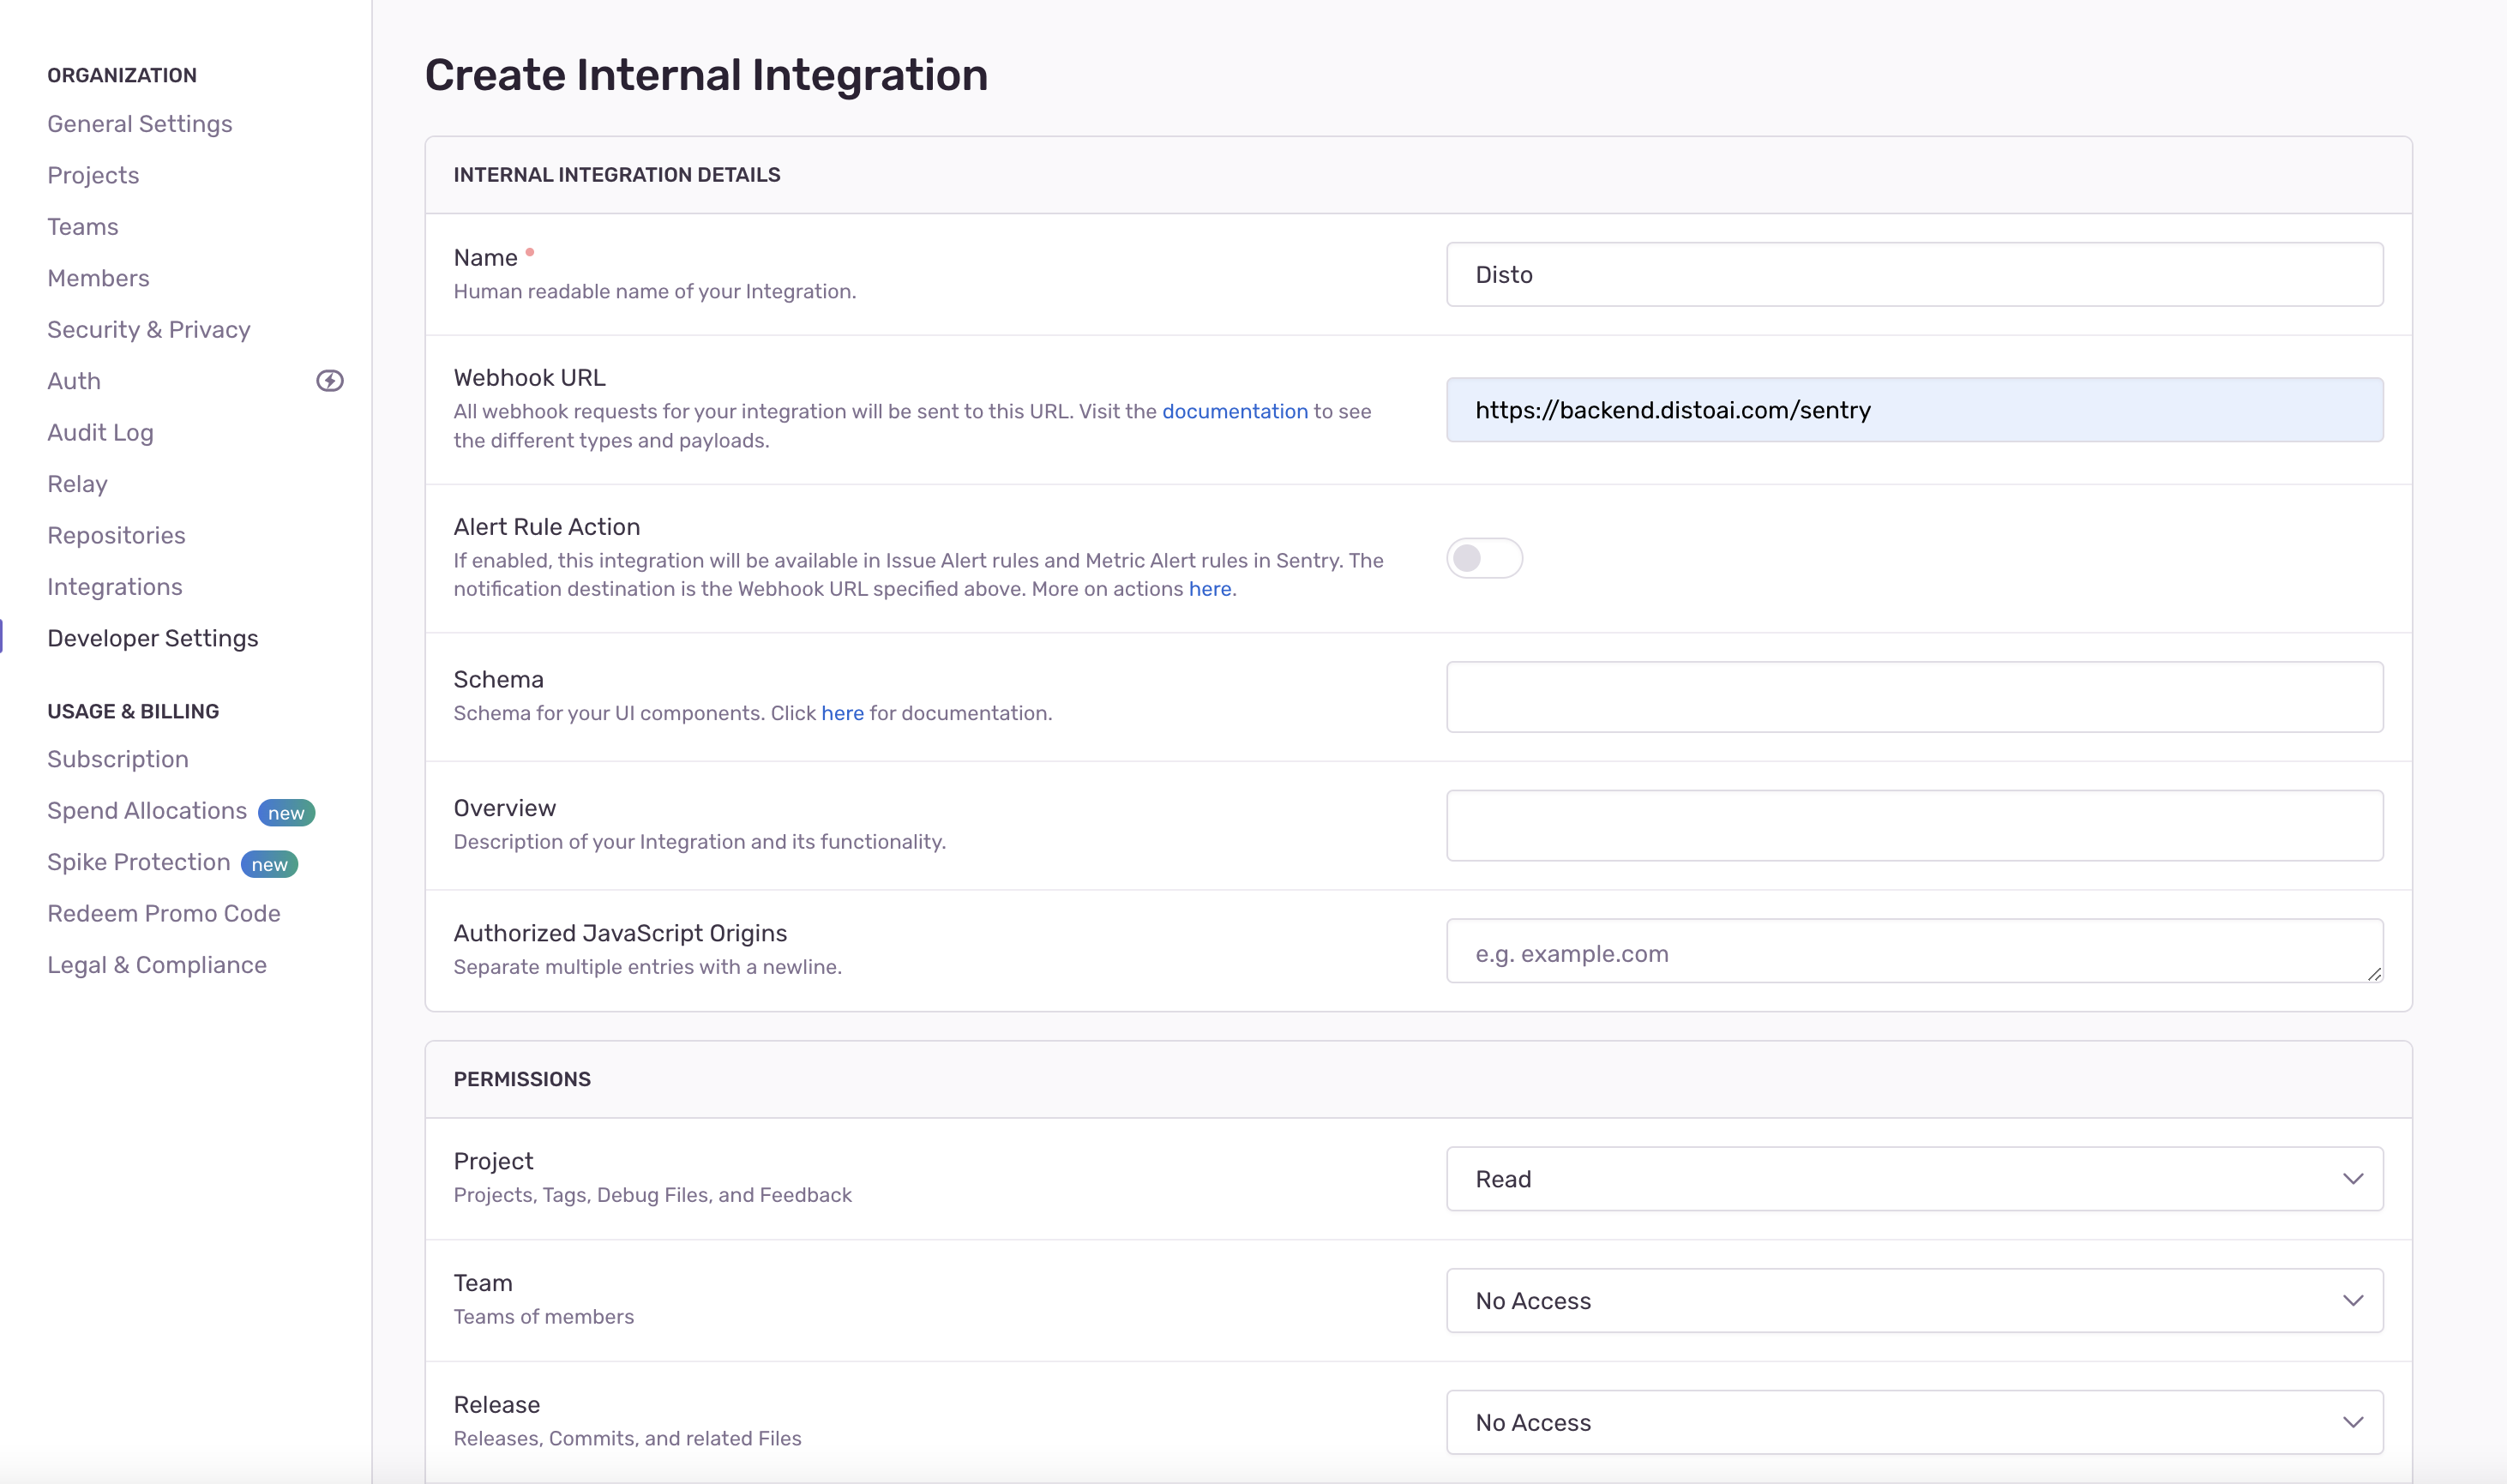 ORGANIZATION
General Settings
Projects
Teams
Members
Security & Privacy
Auth
Audit Log
Relay
Repositories
Integrations
Developer Settings
USAGE & BILLING
Subscription
Spend Allocations new
Spike Protection new
Redeem Promo Code
Legal & Compliance
Create Internal Integration
INTERNAL INTEGRATION DETAILS
Name
Human readable name of your Integration.
Disto
Webhook URL
All webhook requests for your integration will be sent to this URL. Visit the documentation to see
the different types and payloads.
https://backend.distoai.com/sentry
Alert Rule Action
If enabled, this integration will be available in Issue Alert rules and Metric Alert rules in Sentry. The
notification destination is the Webhook URL specified above. More on actions here.
Schema
Schema for your UI components. Click here for documentation.
Overview
Description of your Integration and its functionality.
Authorized JavaScript Origins
Separate multiple entries with a newline.
e.g. example.com
PERMISSIONS
Project
Projects, Tags, Debug Files, and Feedback
Read
Team
Teams of members
No Access
Release
Releases, Commits, and related Files
No Access